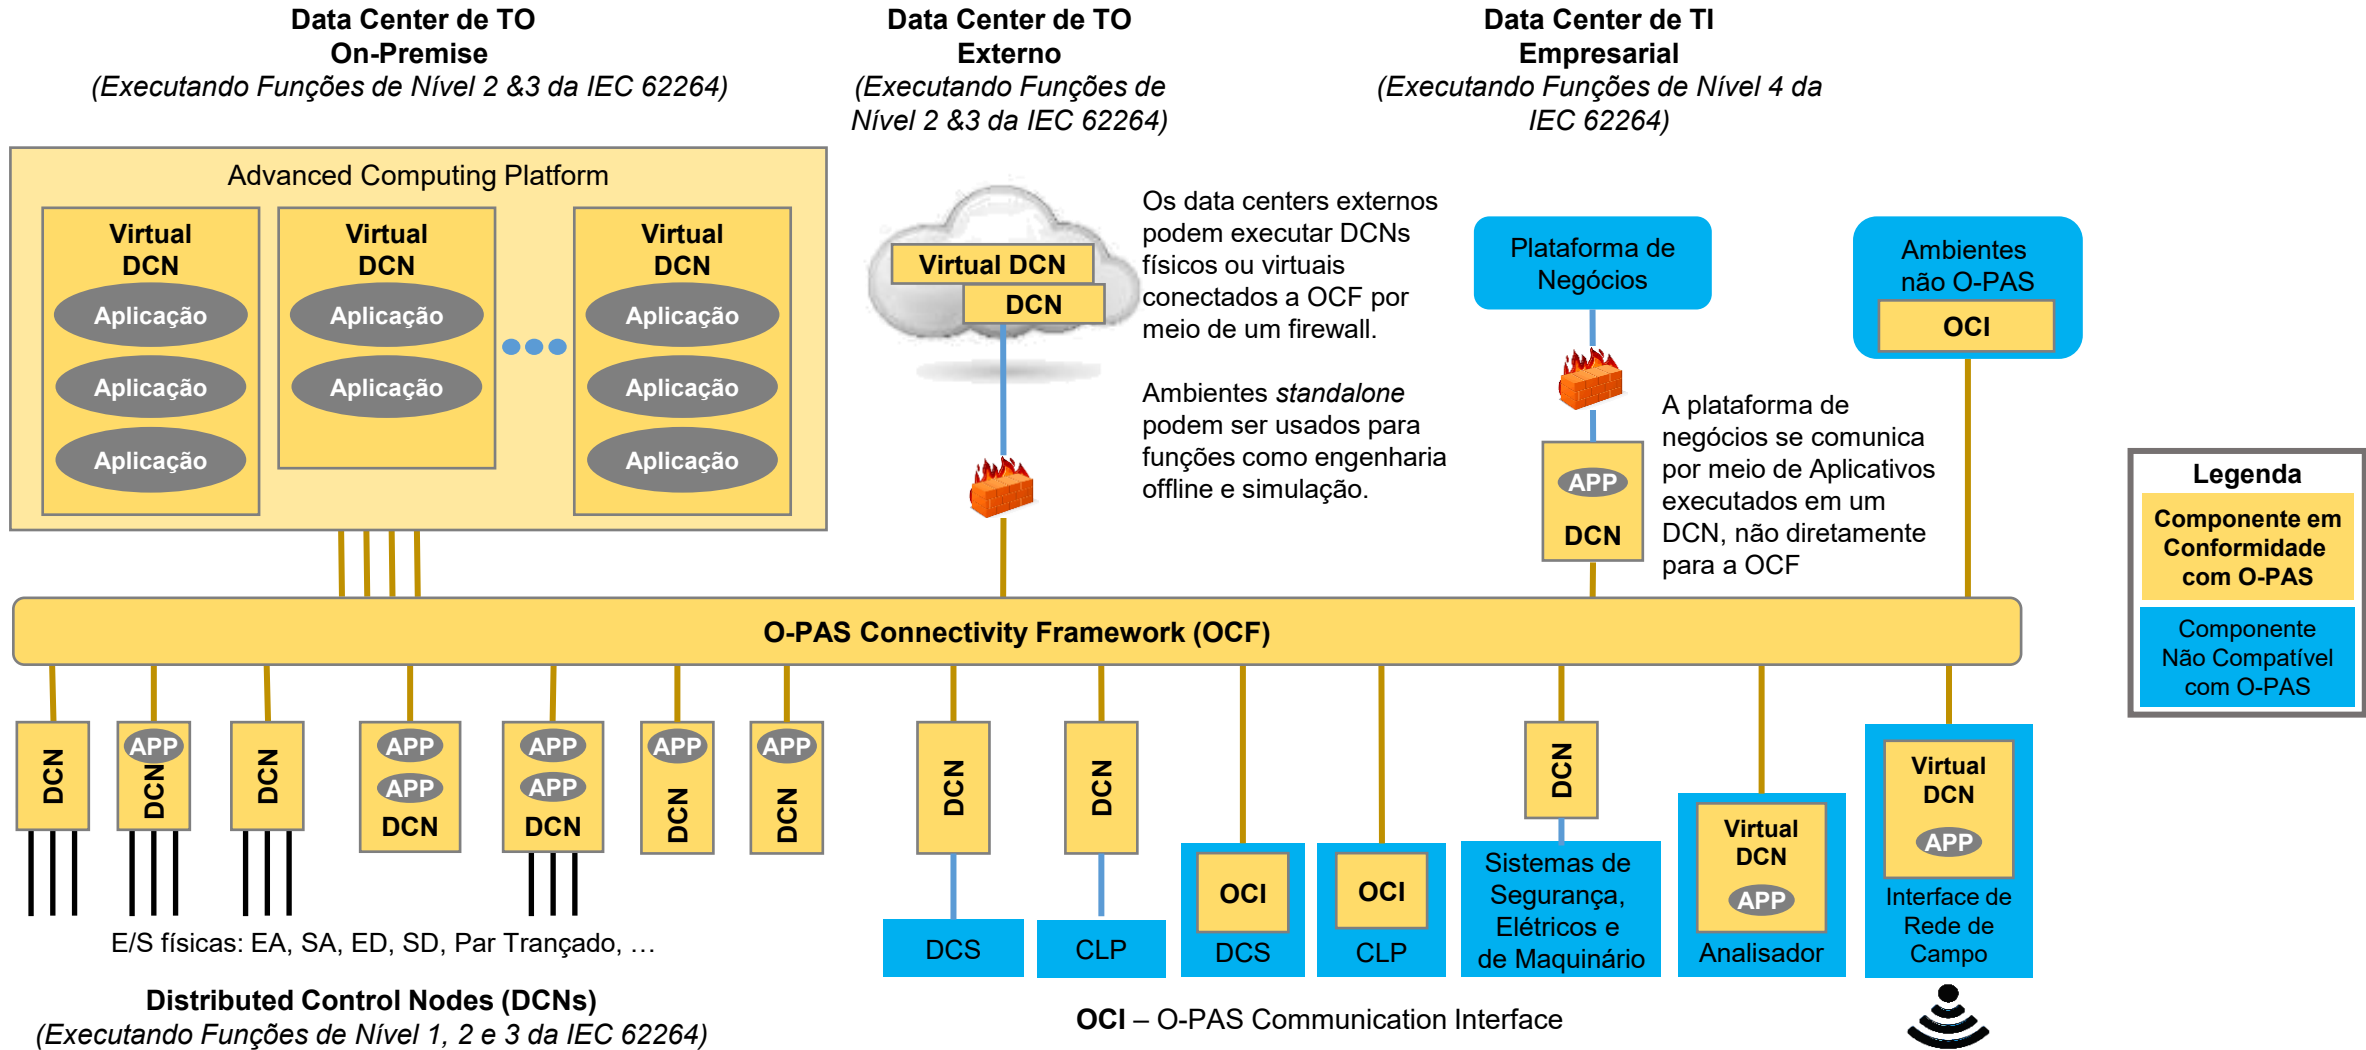 Data Center de TO
On-Premise
(Executando Funções de Nível 2 &3 da IEC 62264)
Data Center de TO
Externo
(Executando Funções de
Nível 2 &3 da IEC 62264)
Data Center de TI
Empresarial
(Executando Funções de Nível 4 da
IEC 62264)
Advanced Computing Platform
Virtual
DCN
Aplicação
Aplicação
Aplicação
Virtual
DCN
Aplicação
Aplicação
Virtual
DCN
Aplicação
Aplicação
Aplicação
Virtual DCN
DCN
Os data centers externos
podem executar DCNs
físicos ou virtuais
conectados a OCF por
meio de um firewall.
Ambientes standalone
podem ser usados para
funções como engenharia
offline e simulação.
Plataforma de
Negócios
APP
DCN
A plataforma de
negócios se comunica
por meio de Aplicativos
executados em um
DCN, não diretamente
para a OCF
Ambientes
não O-PAS
OCI
Legenda
Componente em
Conformidade
com O-PAS
Componente
Não Compatível
com O-PAS
O-PAS Connectivity Framework (OCF)
DCN
APP
DCN
DCN
APP
APP
DCN
APP
APP
DCN
APP
DCN
APP
DCN
DCN
DCS
DCN
CLP
OCI
DCS
OCI
CLP
DCN
Sistemas de
Segurança,
Elétricos e
de Maquinário
Virtual
DCN
APP
Analisador
Virtual
DCN
APP
Interface de
Rede de
Campo
E/S físicas: EA, SA, ED, SD, Par Trançado, …
Distributed Control Nodes (DCNs)
(Executando Funções de Nível 1, 2 e 3 da IEC 62264)
OCI – O-PAS Communication Interface